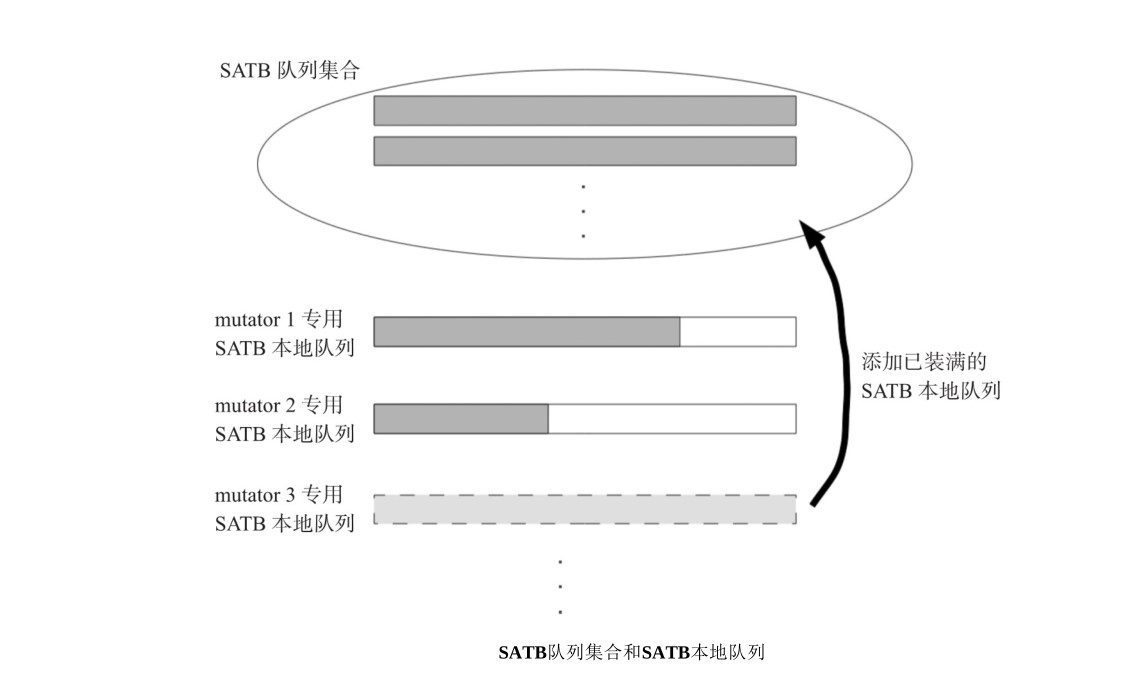 SATB 队列集合
mutator 1 专用
SATB 本地队列
mutator 2 专用
SATB 本地队列
mutator 3 专用
SATB 本地队列
添加已装满的
SATB 本地队列
SATB队列集合和SATB本地队列